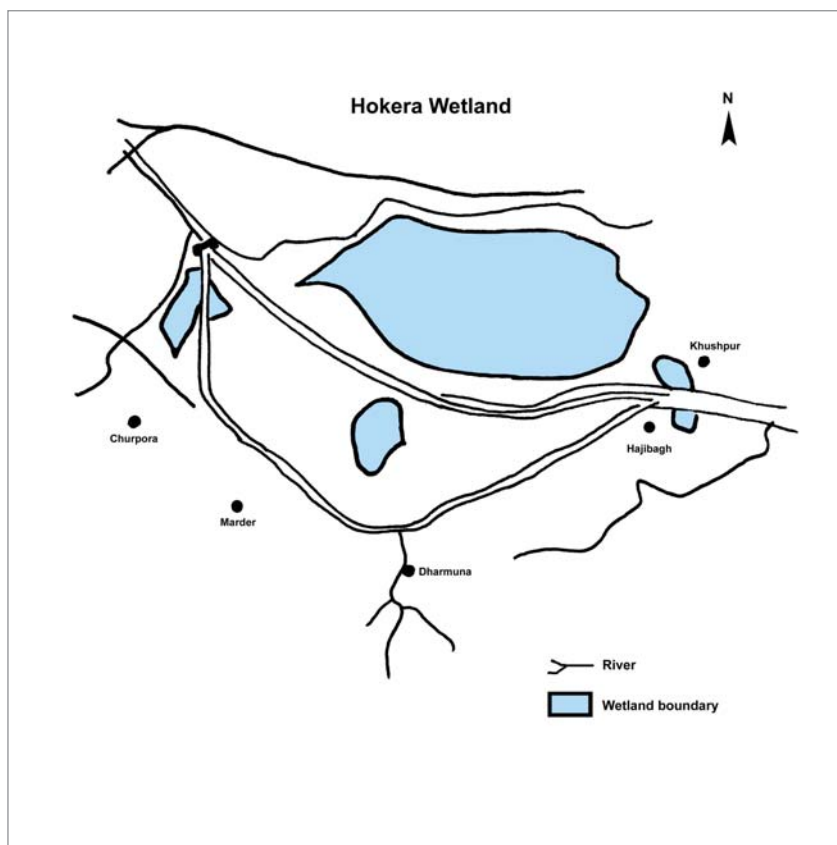 Hokera Wetland
N
Khushpur
Churpora
Hajibagh
Marder
Dharmuna
River
Wetland boundary